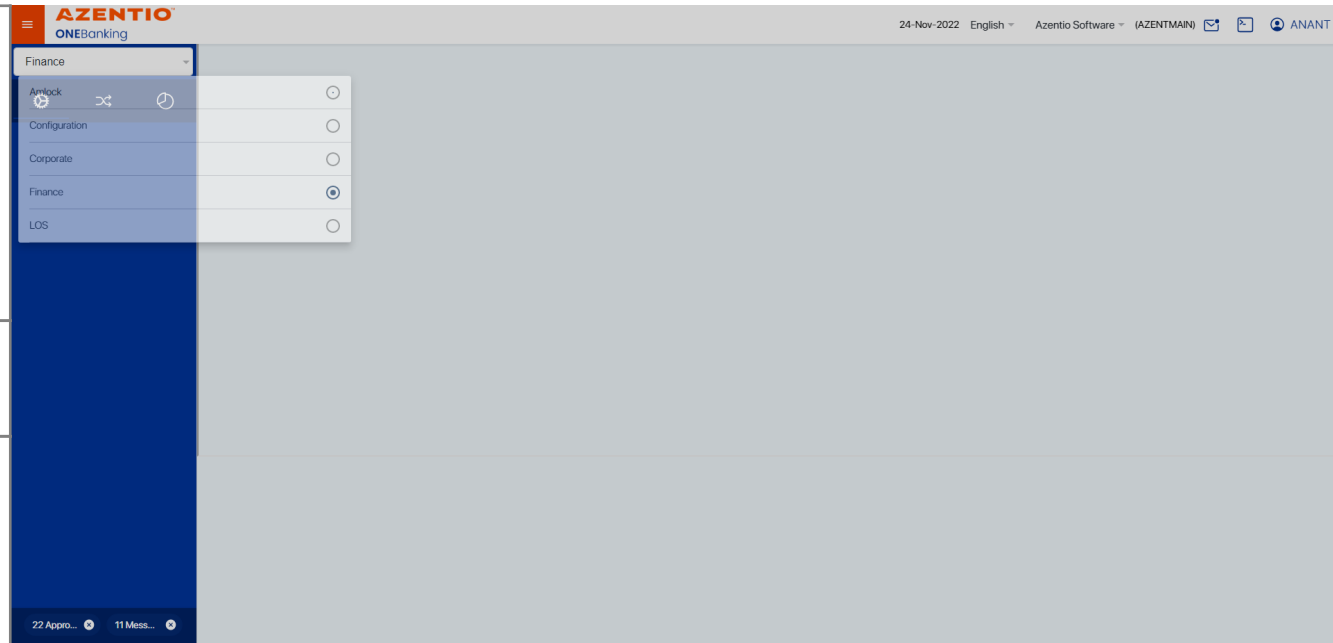 AZENTIO™
ONEBanking
24-Nov-2022 English Azentio Software (AZENTMAIN) ANANT
Finance
Amlock
Configuration
Corporate
Finance
LOS
22 Appro... 11 Mess...